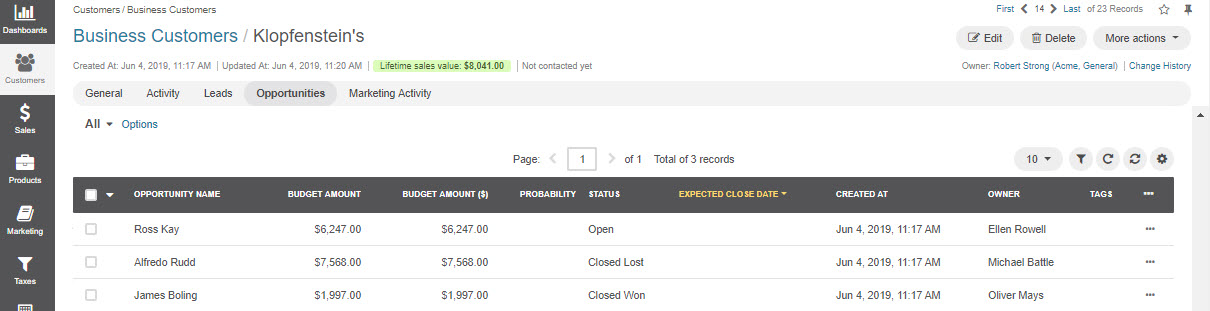 Dashboards
Customers
Sales
Products
Marketing
Taxes
Customers / Business Customers
First 14 Last of 23 Records
Business Customers / Klopfenstein's
Edit Delete More actions
Created At: Jun 4, 2019, 11:17 AM | Updated At: Jun 4, 2019, 11:20 AM | Lifetime sales value: $8,041.00 | Not contacted yet
Owner: Robert Strong (Acme, General) | Change History
General Activity Leads Opportunities Marketing Activity
All Options
Page: 1 of 1 Total of 3 records
10
OPPORTUNITY NAME BUDGET AMOUNT BUDGET AMOUNT ($) PROBABILITY STATUS EXPECTED CLOSE DATE CREATED AT OWNER TAGS
Ross Kay $6,247.00 $6,247.00 Open Jun 4, 2019, 11:17 AM Ellen Rowell
Alfredo Rudd $7,568.00 $7,568.00 Closed Lost Jun 4, 2019, 11:17 AM Michael Battle
James Boling $1,997.00 $1,997.00 Closed Won Jun 4, 2019, 11:17 AM Oliver Mays